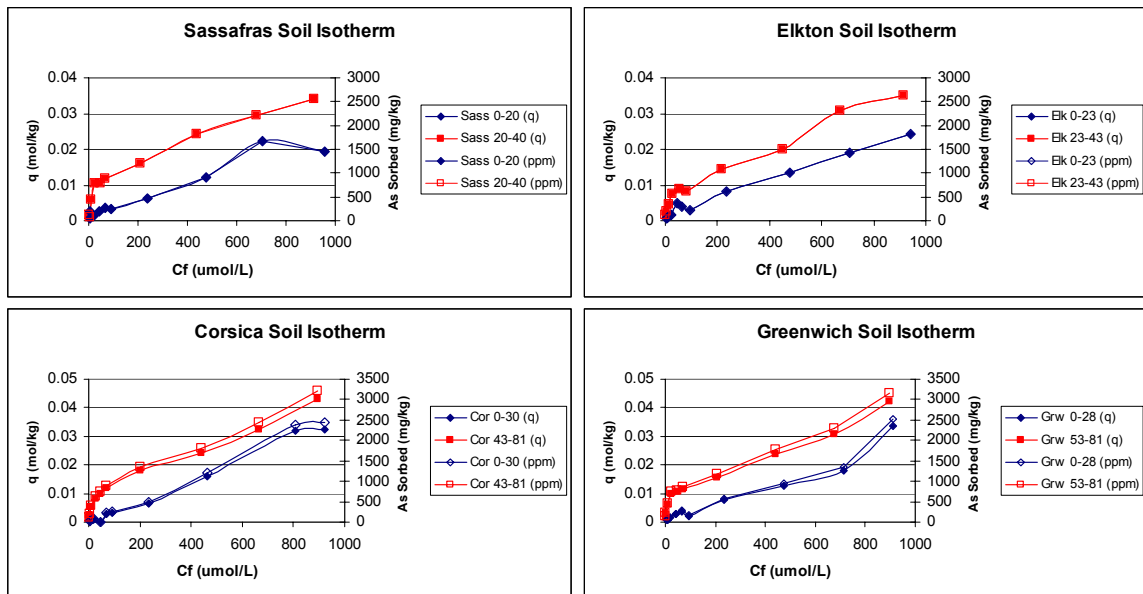 Sassafras Soil Isotherm
q (mol/kg)
0.04
0.03
0.02
0.01
0
3000
2500
2000
1500
1000
500
0
As Sorbed (mg/kg)
0 200 400 600 800 1000
Cf (umol/L)
Sass 0-20 (q)
Sass 20-40 (q)
Sass 0-20 (ppm)
Sass 20-40 (ppm)
Elkton Soil Isotherm
q (mol/kg)
0.04
0.03
0.02
0.01
0
3000
2500
2000
1500
1000
500
0
As Sorbed (mg/kg)
0 200 400 600 800 1000
Cf (umol/L)
Elk 0-23 (q)
Elk 23-43 (q)
Elk 0-23 (ppm)
Elk 23-43 (ppm)
Corsica Soil Isotherm
q (mol/kg)
0.05
0.04
0.03
0.02
0.01
0
3500
3000
2500
2000
1500
1000
500
0
As Sorbed (mg/kg)
0 200 400 600 800 1000
Cf (umol/L)
Cor 0-30 (q)
Cor 43-81 (q)
Cor 0-30 (ppm)
Cor 43-81 (ppm)
Greenwich Soil Isotherm
q (mol/kg)
0.05
0.04
0.03
0.02
0.01
0
3500
3000
2500
2000
1500
1000
500
0
As Sorbed (mg/kg)
0 200 400 600 800 1000
Cf (umol/L)
Grw 0-28 (q)
Grw 53-81 (q)
Grw 0-28 (ppm)
Grw 53-81 (ppm)